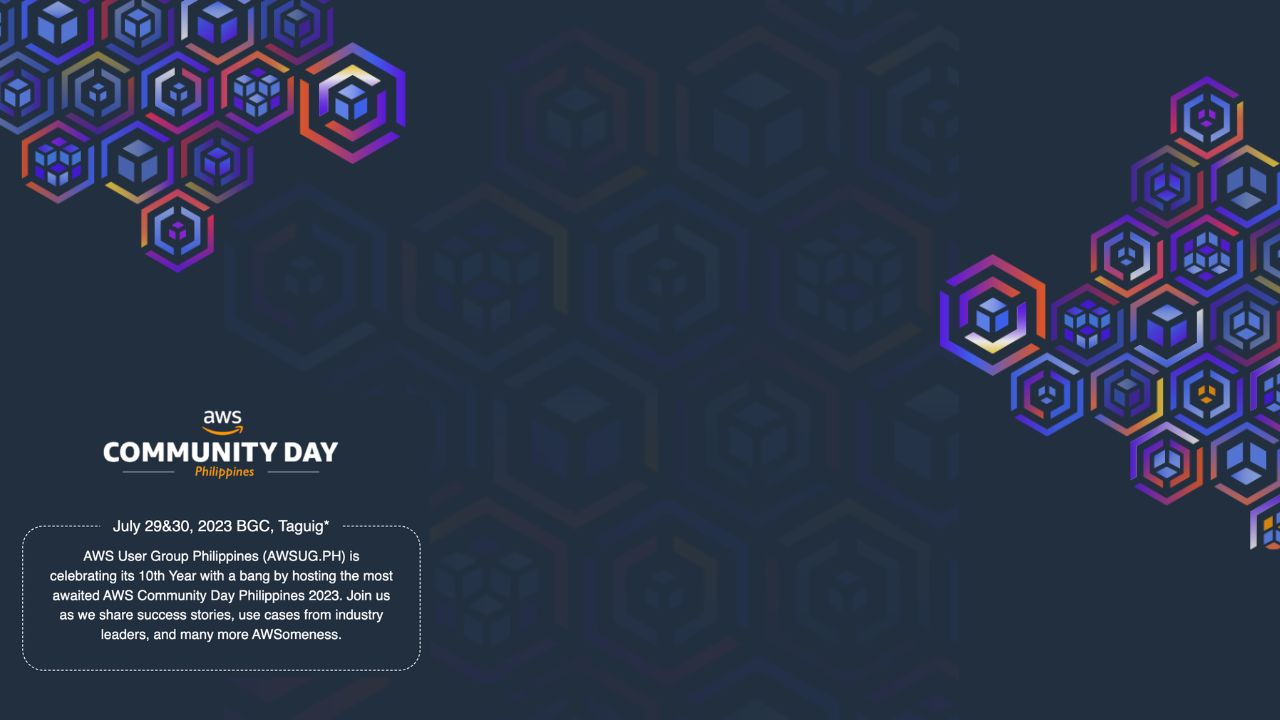 aws
COMMUNITY DAY
Philippines
July 29&30, 2023 BGC, Taguig*
AWS User Group Philippines (AWSUG.PH) is
celebrating its 10th Year with a bang by hosting the most
awaited AWS Community Day Philippines 2023. Join us
as we share success stories, use cases from industry
leaders, and many more AWSomeness.